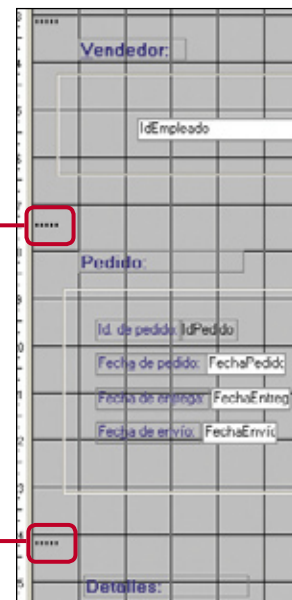 Vendedor:
IdEmpleado
Pedido:
Id. de pedido: IdPedido
Fecha de pedido: FechaPedido
Fecha de entrega: FechaEntreg
Fecha de envío: FechaEnvío
Detalles: